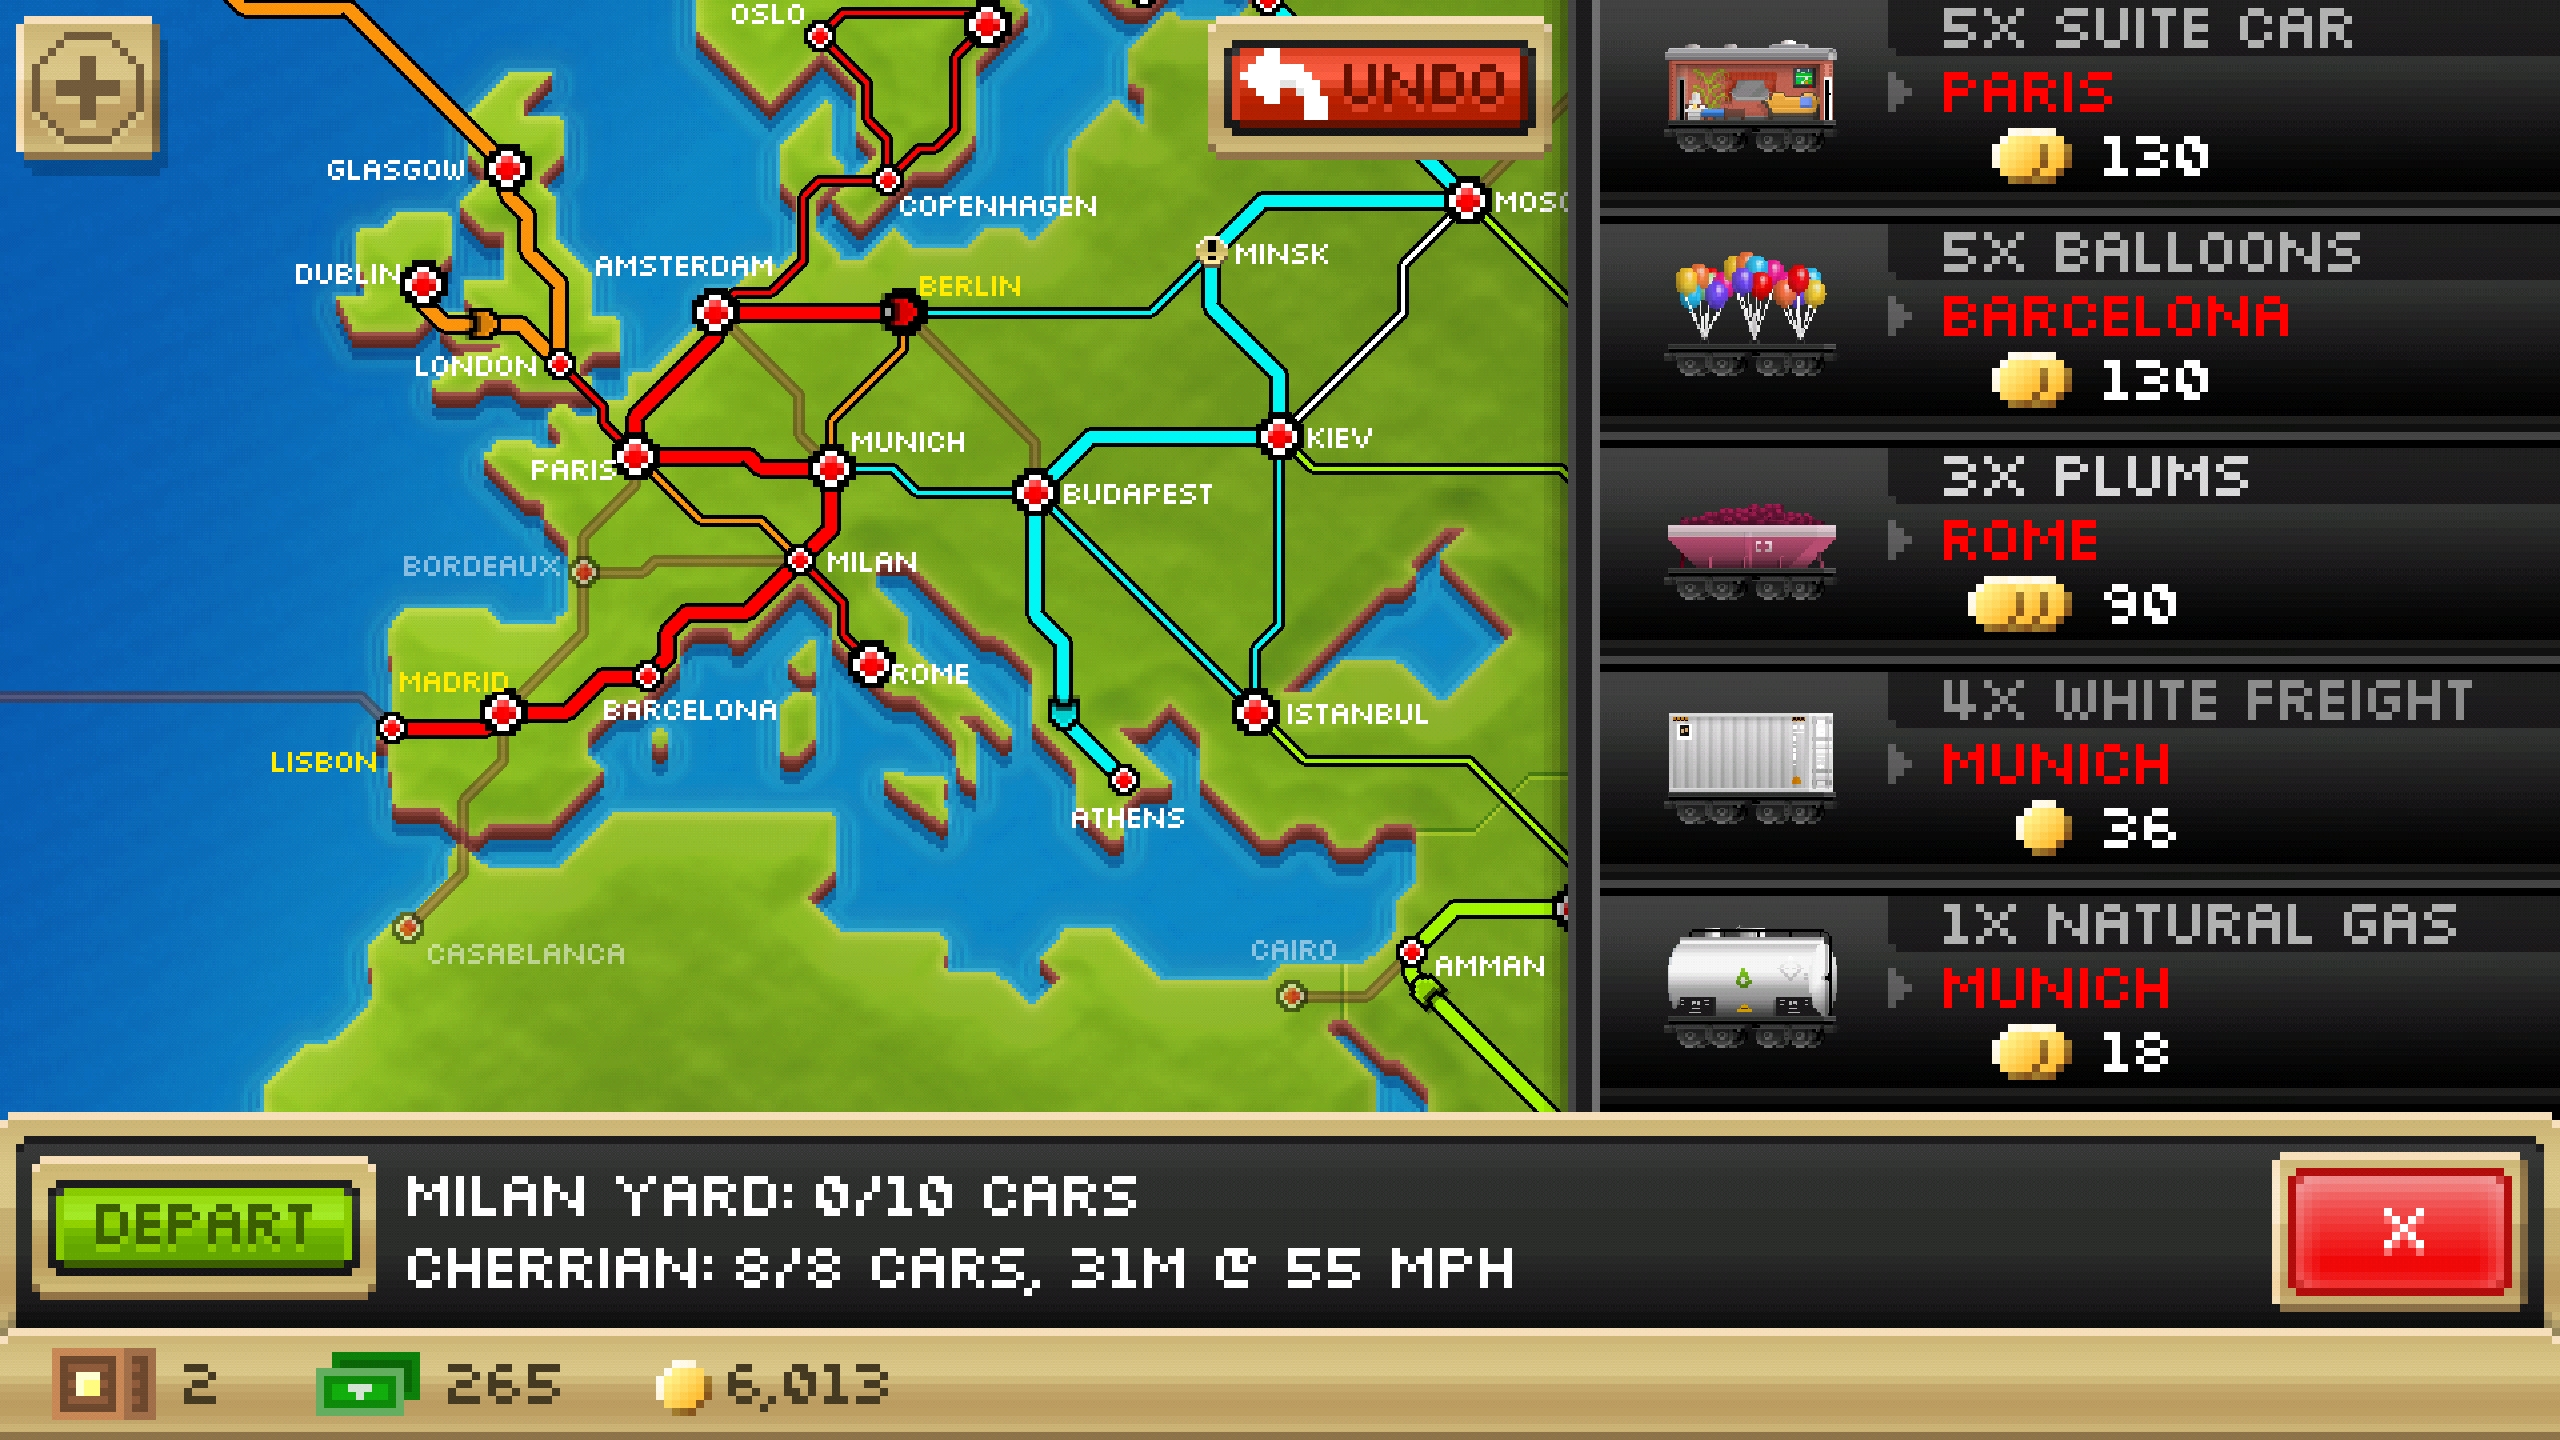 OSLO
UNDO
GLASGOW
COPENHAGEN
DUBLIN
AMSTERDAM
BERLIN
MINSK
LONDON
PARIS
MUNICH
KIEV
BUDAPEST
BORDEAUX
MILAN
MADRID
ROME
BARCELONA
ISTANBUL
LISBON
ATHENS
CASABLANCA
CAIRO
AMMAN
5X SUITE CAR
PARIS
130
5X BALLOONS
BARCELONA
130
3X PLUMS
ROME
90
4X WHITE FREIGHT
MUNICH
36
1X NATURAL GAS
MUNICH
18
DEPART
MILAN YARD: 0/10 CARS
CHERRIAN: 8/8 CARS, 31M @ 55 MPH
X
2
265
6,013